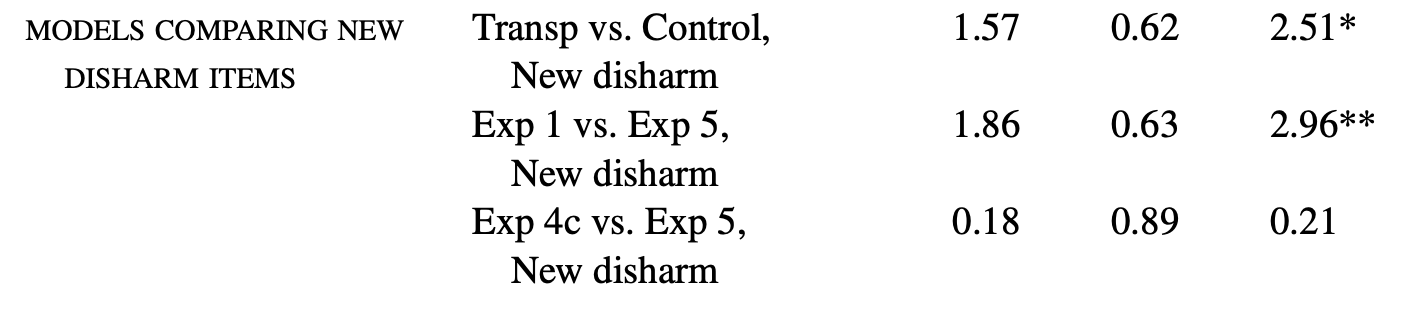 MODELS COMPARING NEW Transp vs. Control, 1.57 0.62 2.51*
DISHARM ITEMS New disharm
Exp 1 vs. Exp 5, 1.86 0.63 2.96**
New disharm
Exp 4c vs. Exp 5, 0.18 0.89 0.21
New disharm